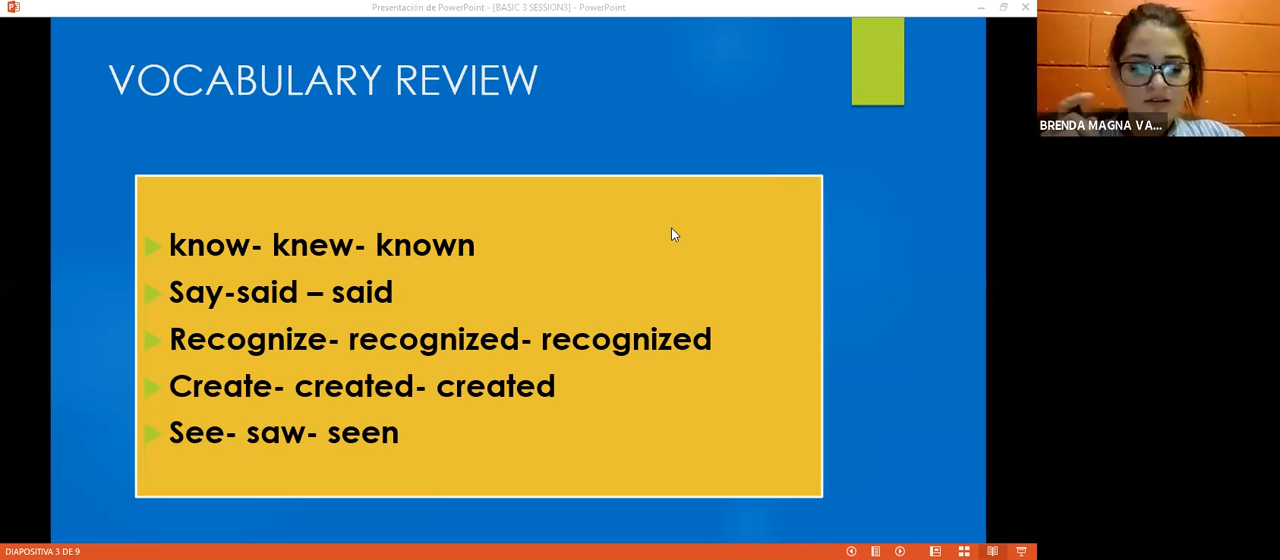 Presentación de PowerPoint - [BASIC 3 SESSION3] - PowerPoint
VOCABULARY REVIEW
know- knew- known
Say-said – said
Recognize- recognized- recognized
Create- created- created
See- saw- seen
BRENDA MAGNA VA...
DIAPOSITIVA 3 DE 9